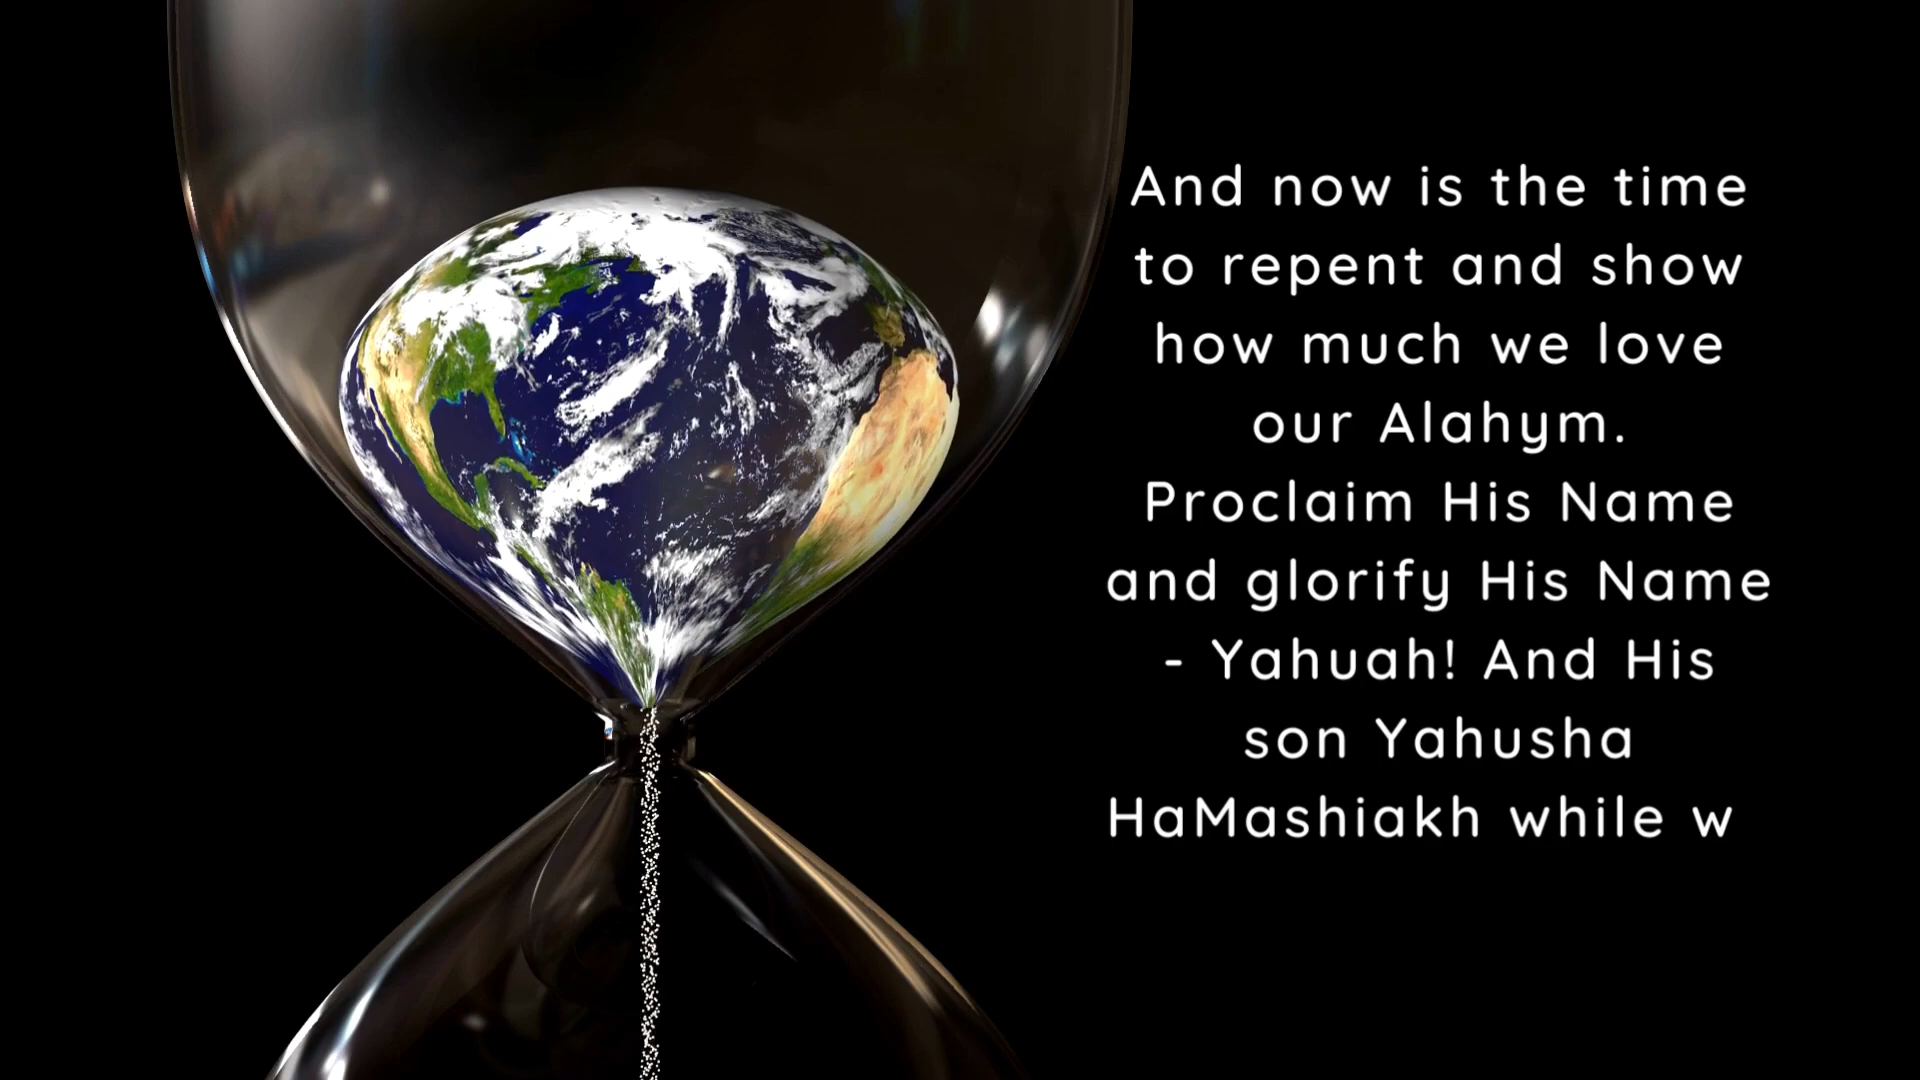 And now is the time
to repent and show
how much we love
our Alahym.
Proclaim His Name
and glorify His Name
- Yahuah! And His
son Yahusha
HaMashiakh while w